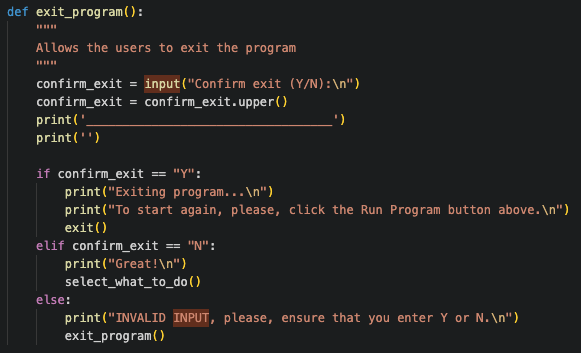 def exit_program():
    """
    Allows the users to exit the program
    """
    confirm_exit = input("Confirm exit (Y/N):\n")
    confirm_exit = confirm_exit.upper()
    print('__________________________________')
    print('')

    if confirm_exit == "Y":
        print("Exiting program...\n")
        print("To start again, please, click the Run Program button above.\n")
        exit()
    elif confirm_exit == "N":
        print("Great!\n")
        select_what_to_do()
    else:
        print("INVALID INPUT, please, ensure that you enter Y or N.\n")
        exit_program()